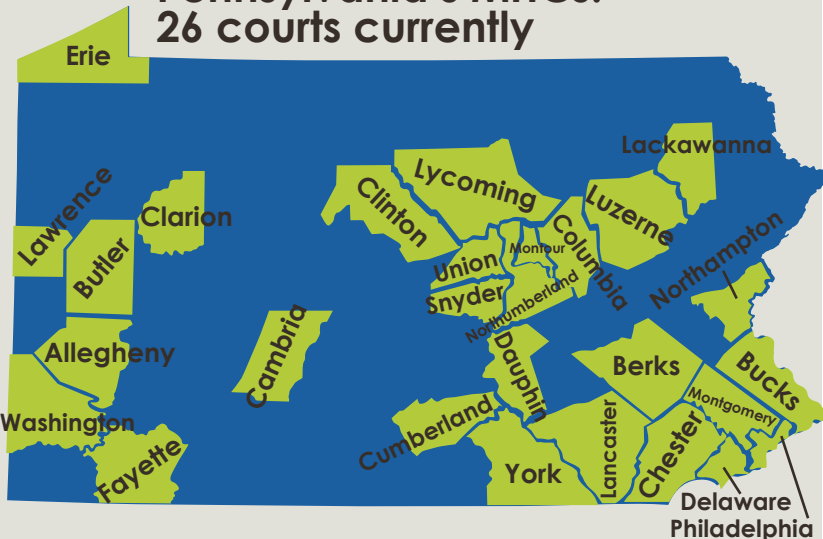 26 courts currently
Erie
Lackawanna
Lycoming
Lawrence
Clarion
Clinton
Luzerne
Butler
Columbia
Montour
Union
Northampton
Snyder
Northumberland
Allegheny
Cambria
Dauphin
Berks
Bucks
Montgomery
Washington
Cumberland
Lancaster
Chester
Fayette
York
Delaware
Philadelphia